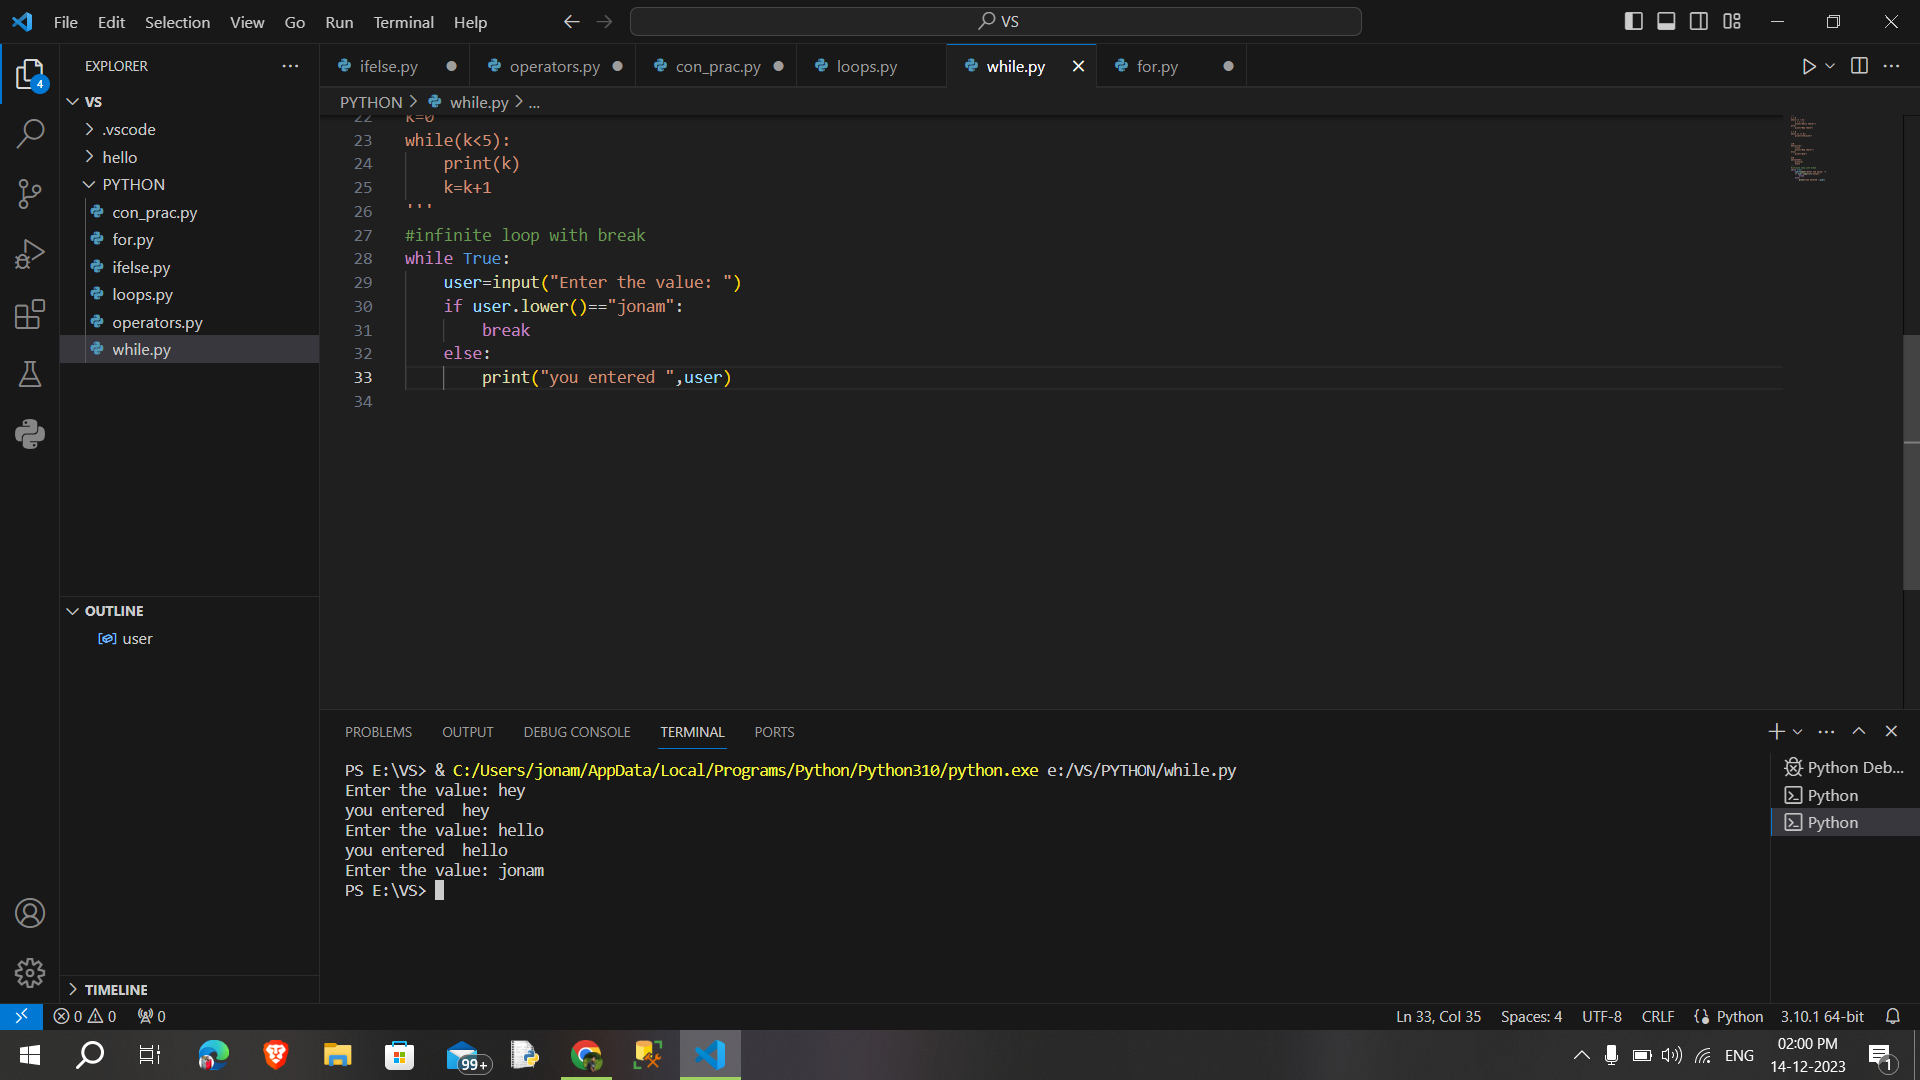 File Edit Selection View Go Run Terminal Help
VS
EXPLORER
4
VS
.vscode
hello
PYTHON
con_prac.py
for.py
ifelse.py
loops.py
operators.py
while.py
OUTLINE
user
TIMELINE
ifelse.py operators.py con_prac.py loops.py while.py for.py
PYTHON > while.py > ...
22 k=0
23 while(k<5):
24 print(k)
25 k=k+1
26 '''
27 #infinite loop with break
28 while True:
29 user=input("Enter the value: ")
30 if user.lower()=="jonam":
31 break
32 else:
33 print("you entered ",user)
34
PROBLEMS OUTPUT DEBUG CONSOLE TERMINAL PORTS
PS E:\VS> & C:/Users/jonam/AppData/Local/Programs/Python/Python310/python.exe e:/VS/PYTHON/while.py
Enter the value: hey
you entered  hey
Enter the value: hello
you entered  hello
Enter the value: jonam
PS E:\VS>
Python Deb...
Python
Python
0 0 0
Ln 33, Col 35 Spaces: 4 UTF-8 CRLF Python 3.10.1 64-bit
99+
ENG
02:00 PM
14-12-2023
1